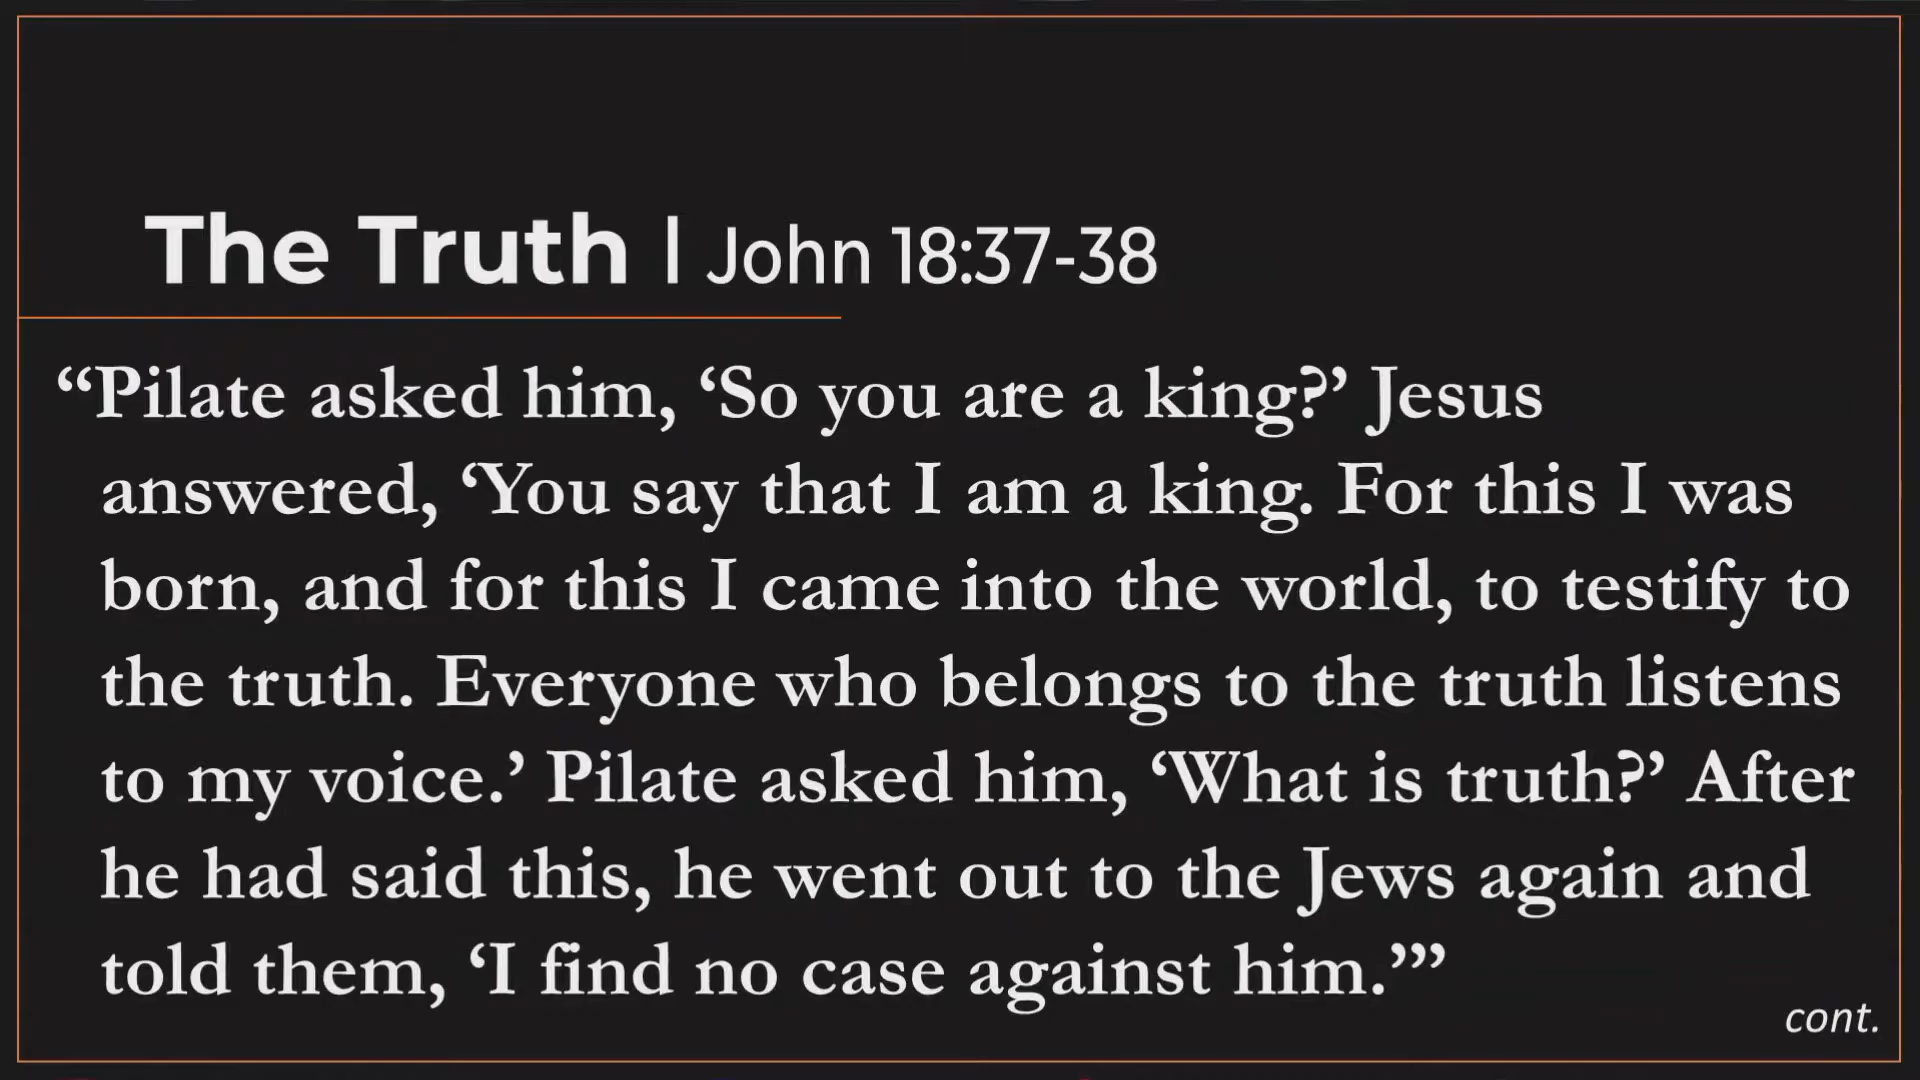 The Truth | John 18:37-38
“Pilate asked him, ‘So you are a king?’ Jesus
answered, ‘You say that I am a king. For this I was
born, and for this I came into the world, to testify to
the truth. Everyone who belongs to the truth listens
to my voice.’ Pilate asked him, ‘What is truth?’ After
he had said this, he went out to the Jews again and
told them, ‘I find no case against him.’”
cont.